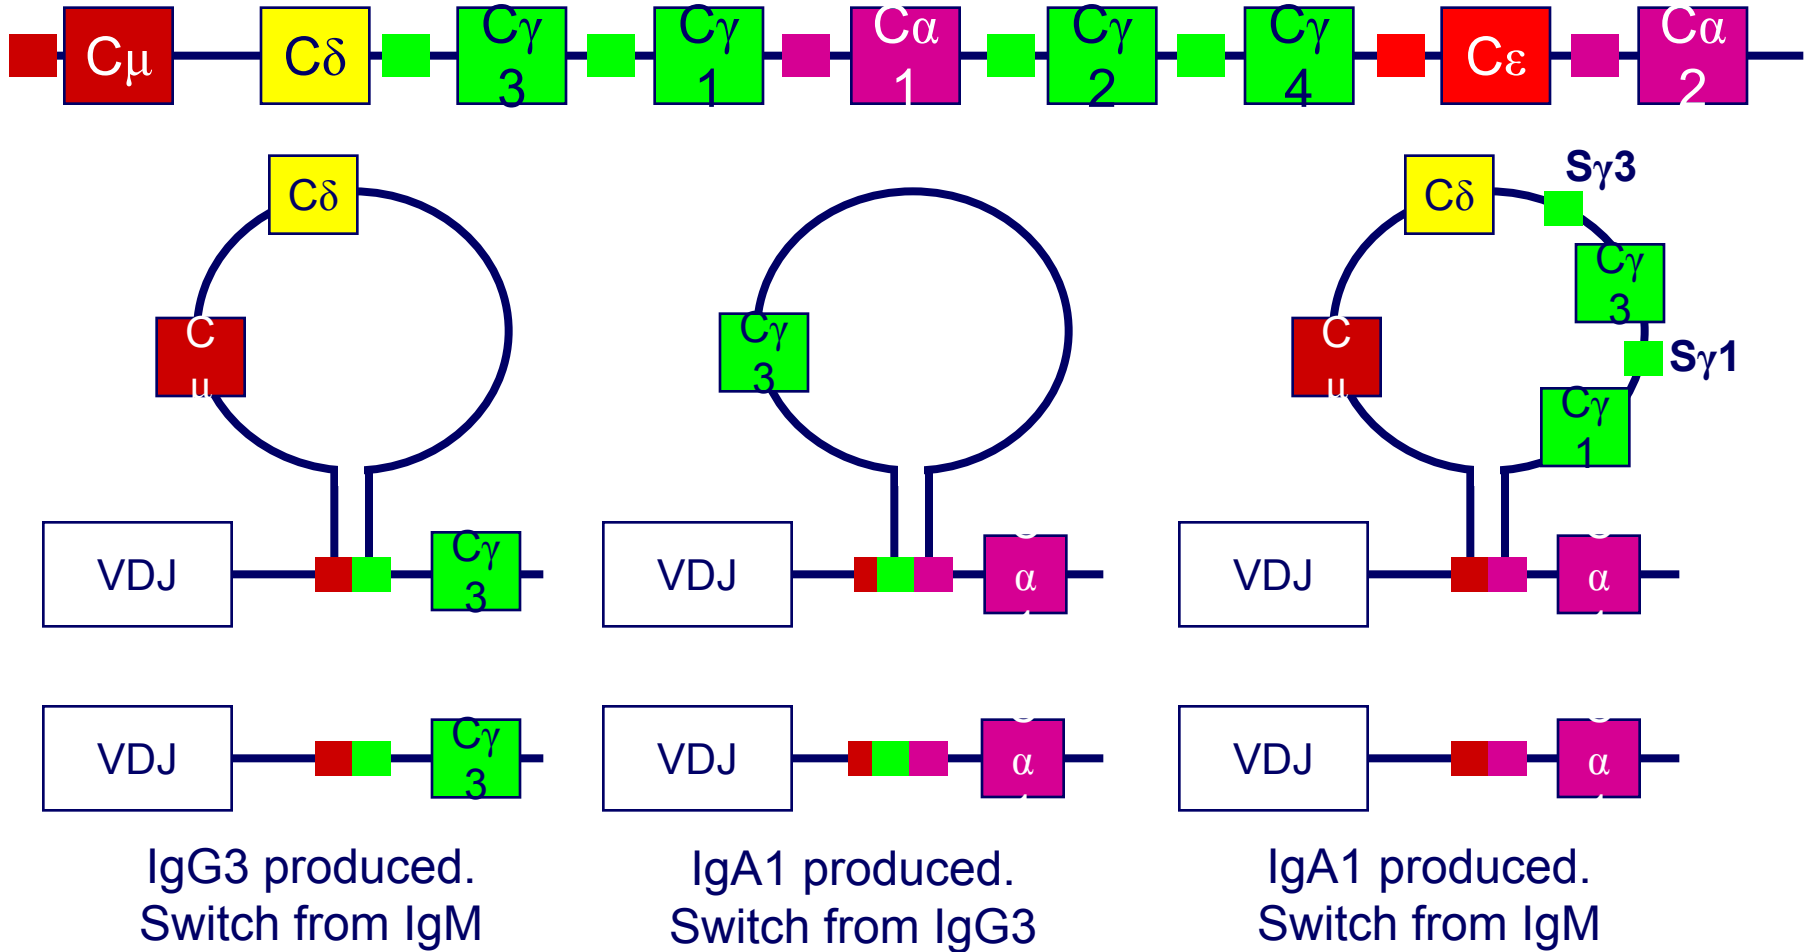 Cμ
Cδ
Cγ
3
Cγ
1
Cα
1
Cγ
2
Cγ
4
Cε
Cα
2
Cδ
C
μ
Cγ
3
Cδ
Sγ3
Cγ
3
Sγ1
C
μ
Cγ
1
VDJ
Cγ
3
VDJ
α
VDJ
α
VDJ
Cγ
3
VDJ
α
VDJ
α
IgG3 produced.
Switch from IgM
IgA1 produced.
Switch from IgG3
IgA1 produced.
Switch from IgM